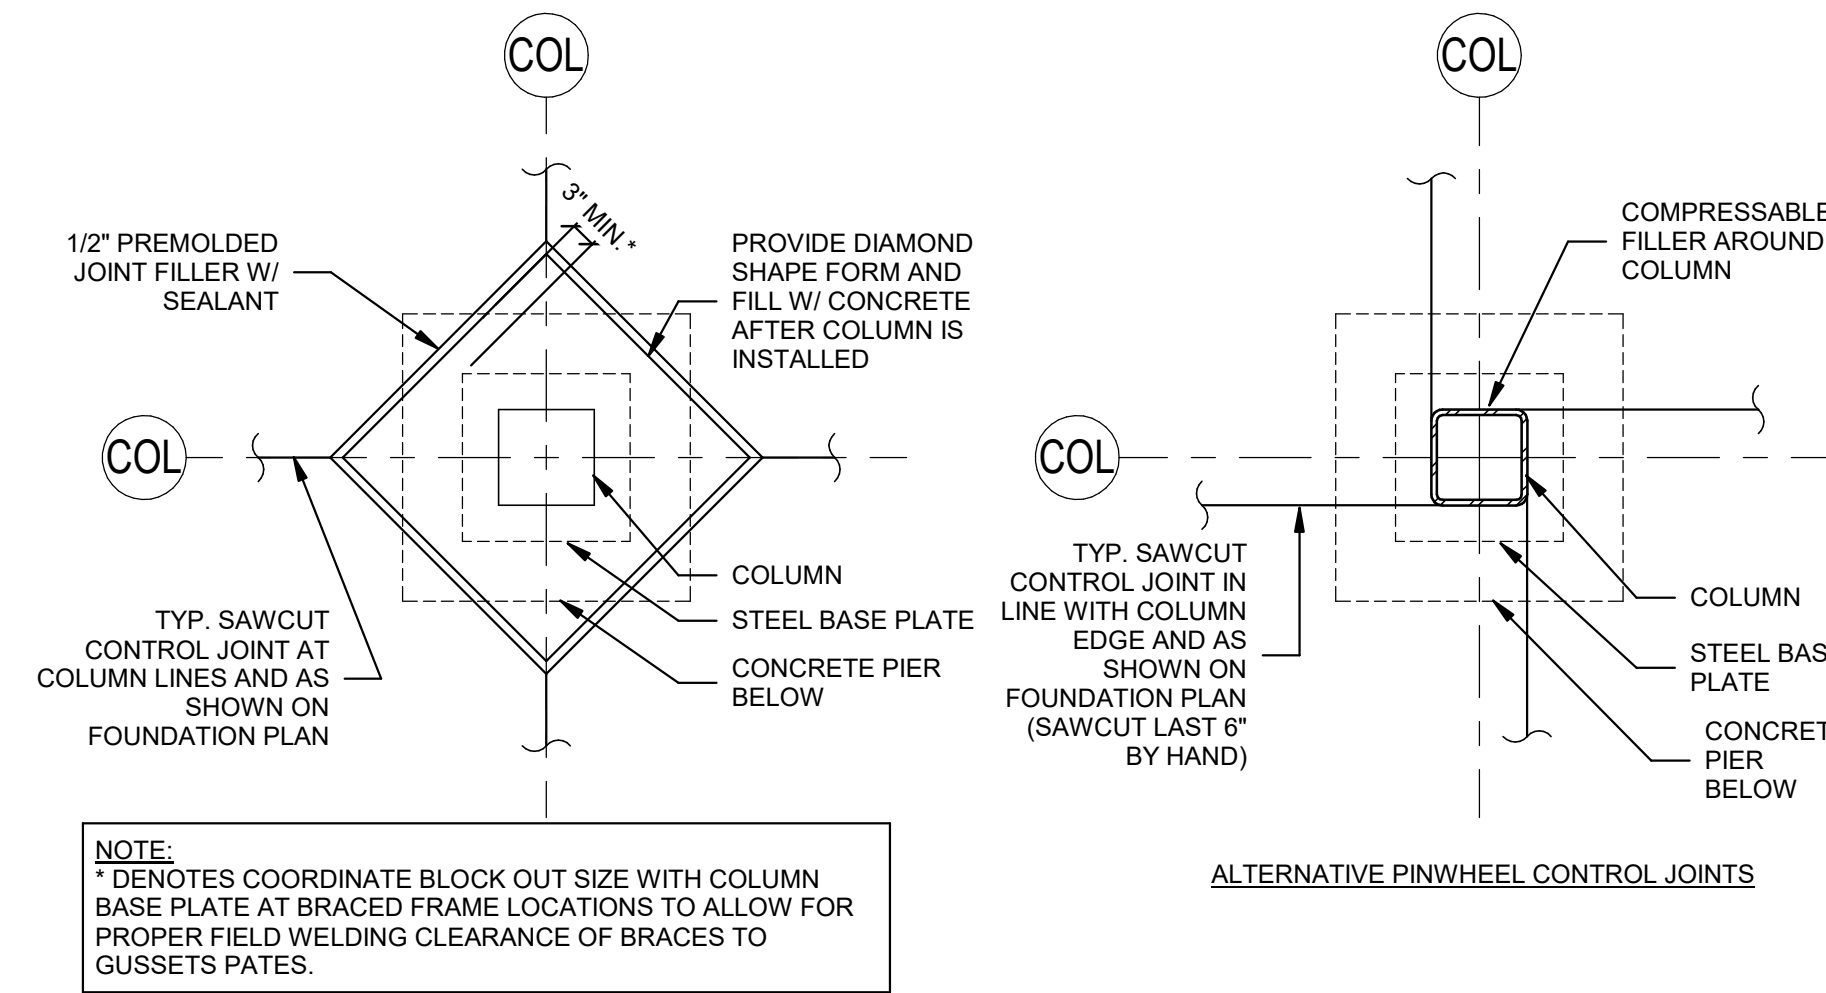 COL
COL
3" MIN. *
1/2" PREMOLDED
JOINT FILLER W/
SEALANT
PROVIDE DIAMOND
SHAPE FORM AND
FILL W/ CONCRETE
AFTER COLUMN IS
INSTALLED
COL
COLUMN
STEEL BASE PLATE
CONCRETE PIER
BELOW
TYP. SAWCUT
CONTROL JOINT AT
COLUMN LINES AND AS
SHOWN ON
FOUNDATION PLAN
NOTE:
* DENOTES COORDINATE BLOCK OUT SIZE WITH COLUMN
BASE PLATE AT BRACED FRAME LOCATIONS TO ALLOW FOR
PROPER FIELD WELDING CLEARANCE OF BRACES TO
GUSSETS PATES.
COMPRESSABLE
FILLER AROUND
COLUMN
COL
TYP. SAWCUT
CONTROL JOINT IN
LINE WITH COLUMN
EDGE AND AS
SHOWN ON
FOUNDATION PLAN
(SAWCUT LAST 6"
BY HAND)
COLUMN
STEEL BAS
PLATE
CONCRET
PIER
BELOW
ALTERNATIVE PINWHEEL CONTROL JOINTS